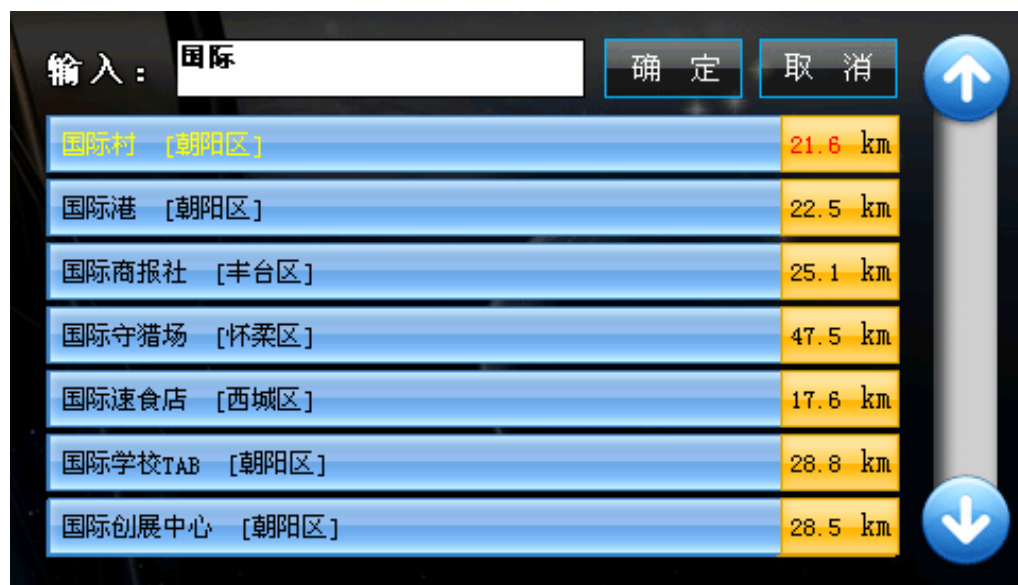 输入： 国际 确 定 取 消
国际村 [朝阳区] 21.6 km
国际港 [朝阳区] 22.5 km
国际商报社 [丰台区] 25.1 km
国际守猎场 [怀柔区] 47.5 km
国际速食店 [西城区] 17.6 km
国际学校TAB [朝阳区] 28.8 km
国际创展中心 [朝阳区] 28.5 km